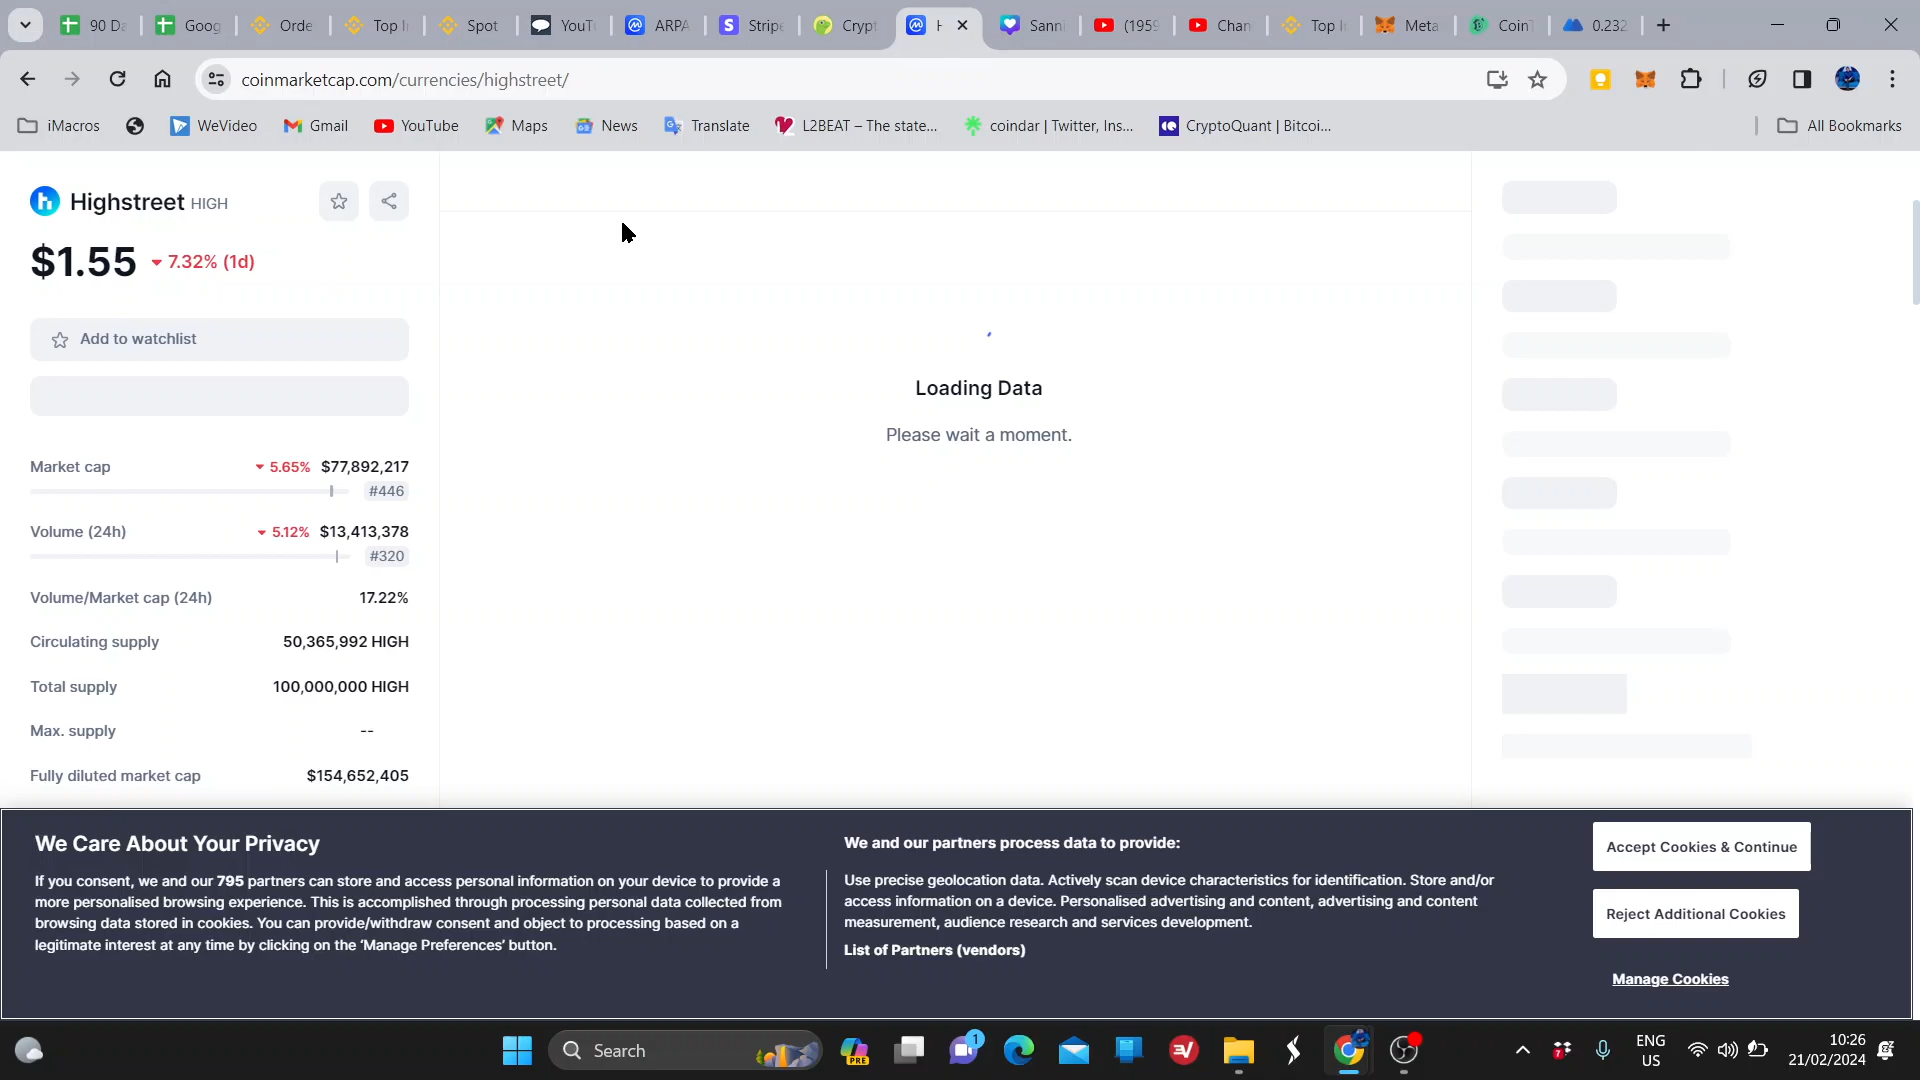 90 Da
Goog
Orde
Top I
Spot
YouT
ARPA
Stripe
Crypt
H
Sanni
(1959
Chan
Top I
Meta
CoinT
0.232
coinmarketcap.com/currencies/highstreet/
iMacros
WeVideo
Gmail
YouTube
Maps
News
Translate
L2BEAT – The state...
coindar | Twitter, Ins...
CryptoQuant | Bitcoi...
All Bookmarks
Highstreet HIGH
$1.55 7.32% (1d)
Add to watchlist
Loading Data
Please wait a moment.
Market cap 5.65% $77,892,217
#446
Volume (24h) 5.12% $13,413,378
#320
Volume/Market cap (24h) 17.22%
Circulating supply 50,365,992 HIGH
Total supply 100,000,000 HIGH
Max. supply --
Fully diluted market cap $154,652,405
We Care About Your Privacy
If you consent, we and our 795 partners can store and access personal information on your device to provide a
more personalised browsing experience. This is accomplished through processing personal data collected from
browsing data stored in cookies. You can provide/withdraw consent and object to processing based on a
legitimate interest at any time by clicking on the ‘Manage Preferences’ button.
We and our partners process data to provide:
Use precise geolocation data. Actively scan device characteristics for identification. Store and/or
access information on a device. Personalised advertising and content, advertising and content
measurement, audience research and services development.
List of Partners (vendors)
Accept Cookies & Continue
Reject Additional Cookies
Manage Cookies
Search
PRE
1
7
ENG
US
10:26
21/02/2024